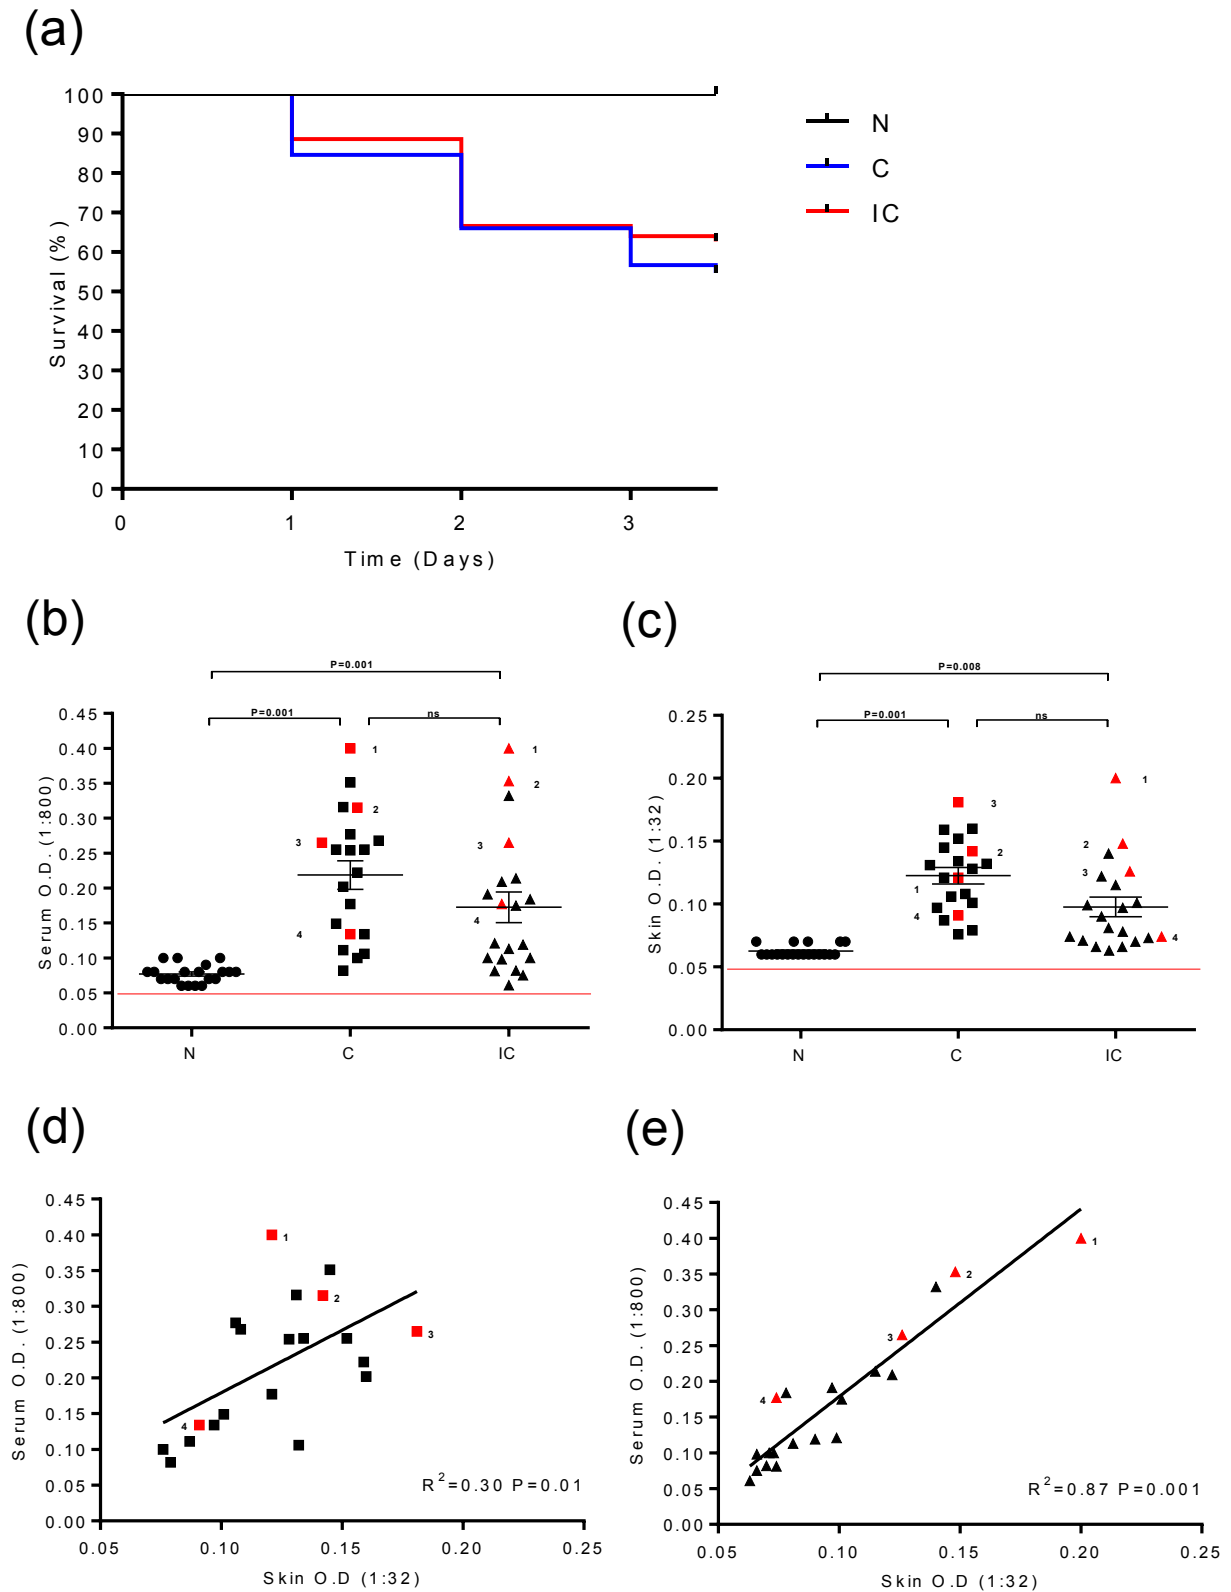 (a)
100
90
80
70
60
50
40
30
20
10
0
Survival (%)
0 1 2 3
Time (Days)
N
C
IC
(b)
P=0.001
P=0.001
ns
0.45
0.40
0.35
0.30
0.25
0.20
0.15
0.10
0.05
0.00
Serum O.D. (1:800)
1
2
3
4
1
2
3
4
N C IC
(c)
P=0.008
P=0.001
ns
0.25
0.20
0.15
0.10
0.05
0.00
Skin O.D. (1:32)
3
2
1
4
1
2
3
4
N C IC
(d)
0.45
0.40
0.35
0.30
0.25
0.20
0.15
0.10
0.05
0.00
Serum O.D. (1:800)
1
2
3
4
R²=0.30 P=0.01
0.05 0.10 0.15 0.20 0.25
Skin O.D (1:32)
(e)
0.45
0.40
0.35
0.30
0.25
0.20
0.15
0.10
0.05
0.00
Serum O.D. (1:800)
1
2
3
4
R²=0.87 P=0.001
0.05 0.10 0.15 0.20 0.25
Skin O.D (1:32)